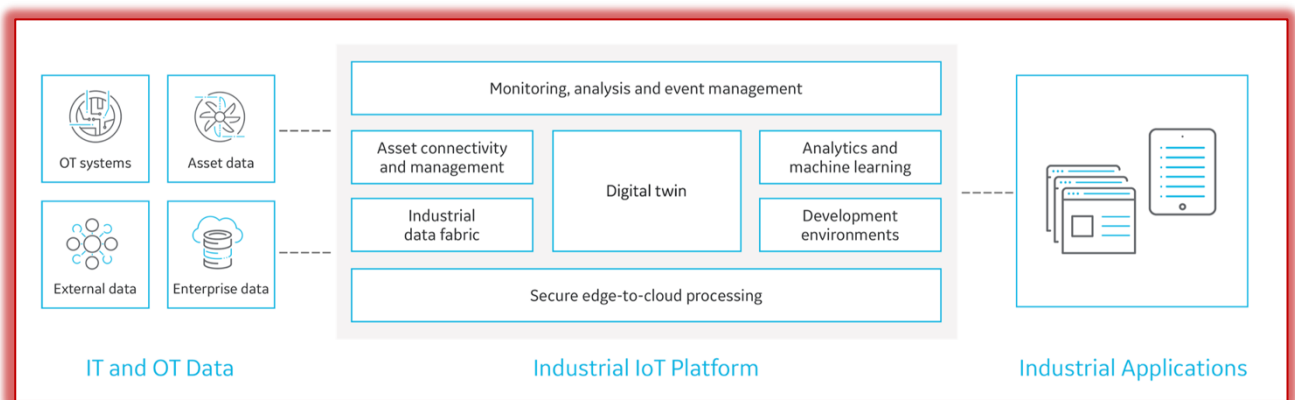 OT systems
Asset data
External data
Enterprise data
IT and OT Data
Monitoring, analysis and event management
Asset connectivity
and management
Industrial
data fabric
Digital twin
Analytics and
machine learning
Development
environments
Secure edge-to-cloud processing
Industrial IoT Platform
Industrial Applications